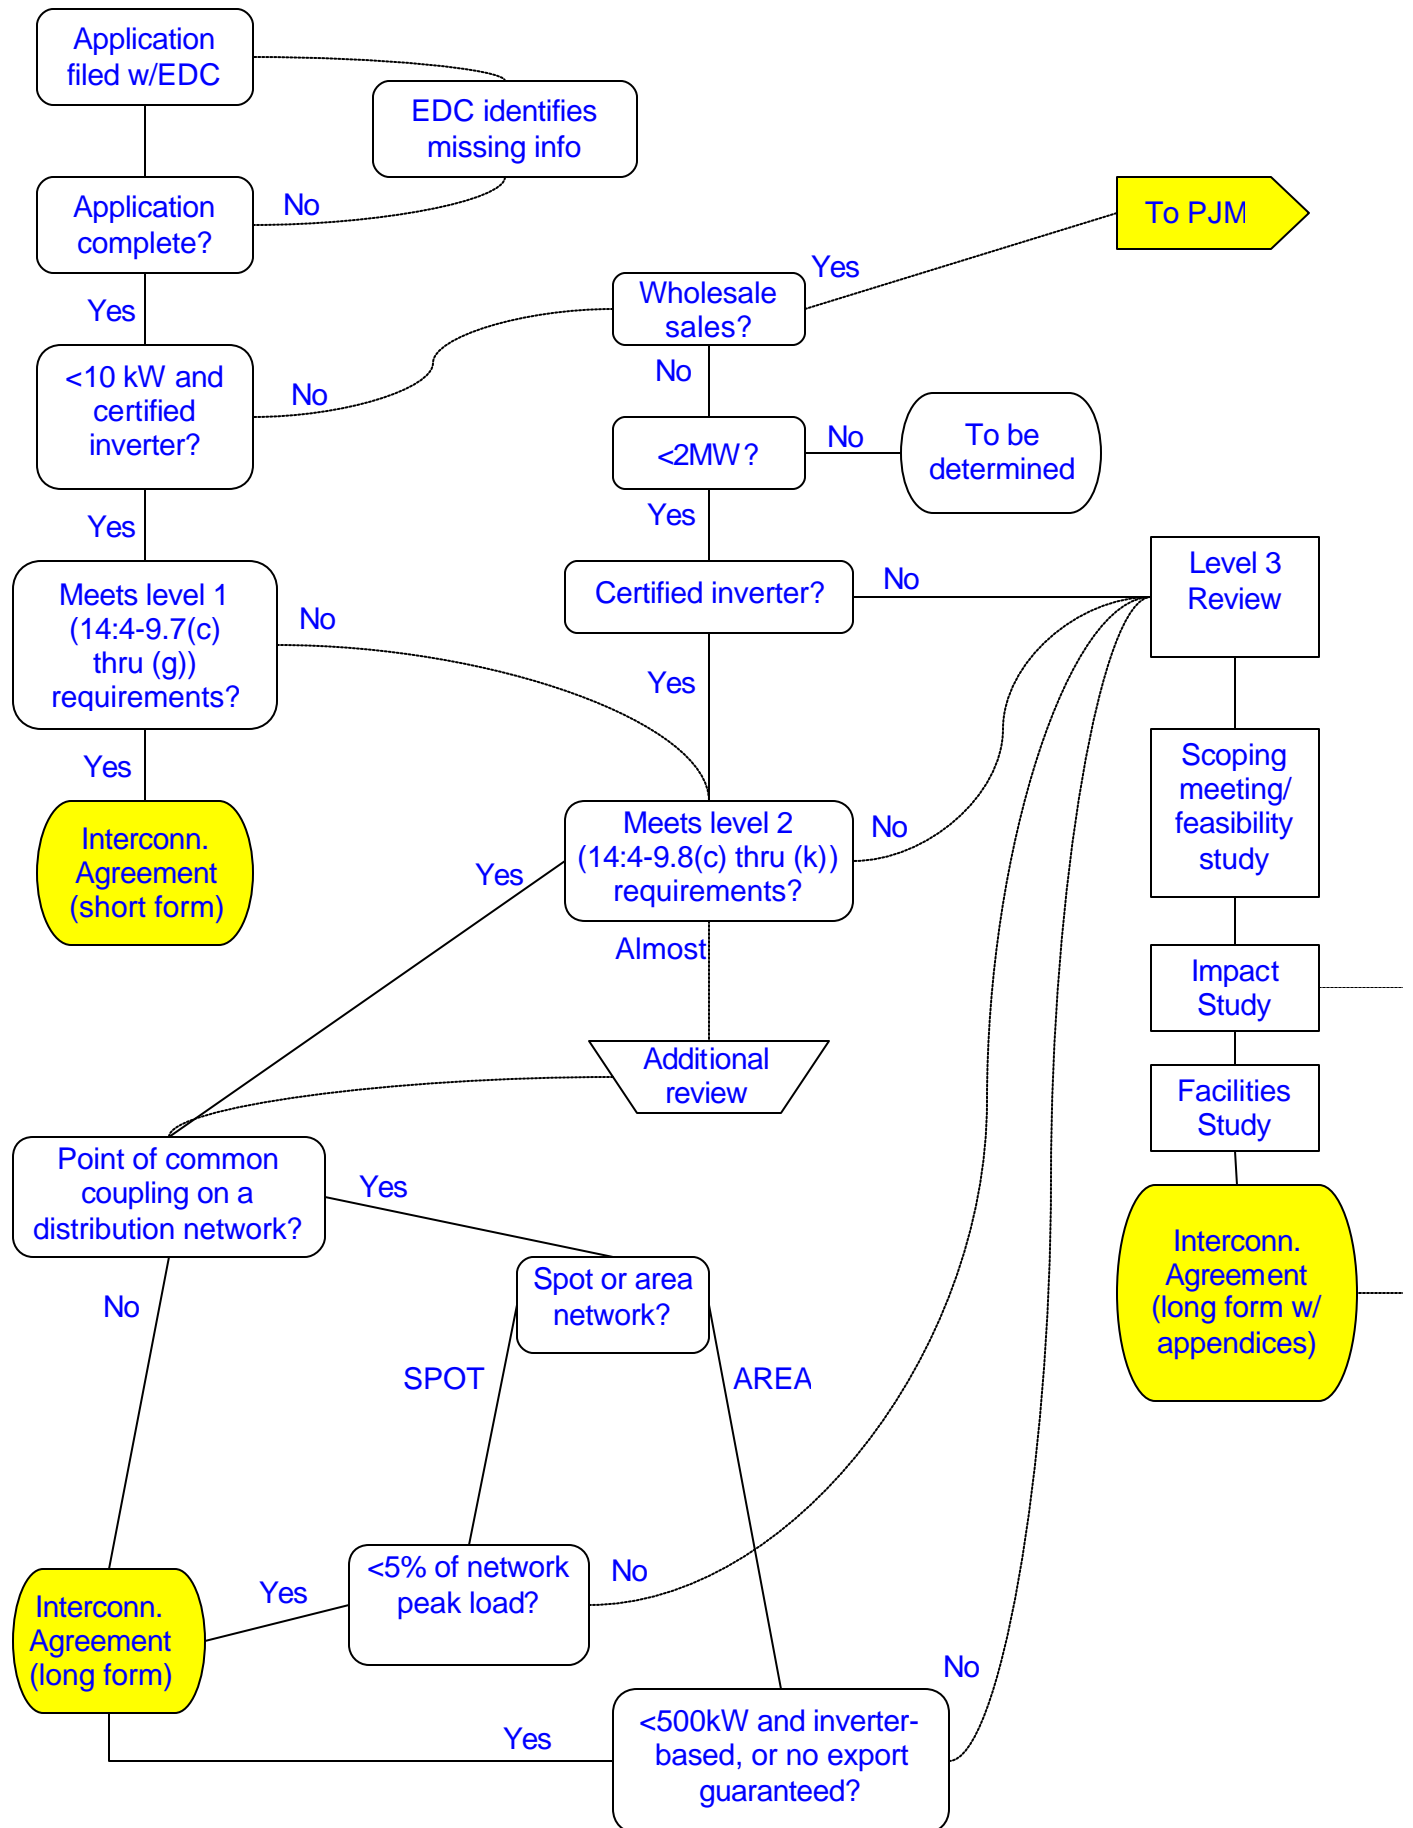 Application
filed w/EDC
EDC identifies
missing info
Application
complete?
No
To PJM
Yes
Yes
Wholesale
sales?
No
<10 kW and
certified
inverter?
No
<2MW?
No
To be
determined
Yes
Yes
Meets level 1
(14:4-9.7(c)
thru (g))
requirements?
No
Certified inverter?
No
Level 3
Review
Yes
Yes
Interconn.
Agreement
(short form)
Meets level 2
(14:4-9.8(c) thru (k))
requirements?
No
Yes
Almost
Scoping
meeting/
feasibility
study
Impact
Study
Additional
review
Facilities
Study
Point of common
coupling on a
distribution network?
Yes
No
Spot or area
network?
SPOT
AREA
Interconn.
Agreement
(long form w/
appendices)
<5% of network
peak load?
No
Yes
Interconn.
Agreement
(long form)
No
Yes
<500kW and inverter-
based, or no export
guaranteed?